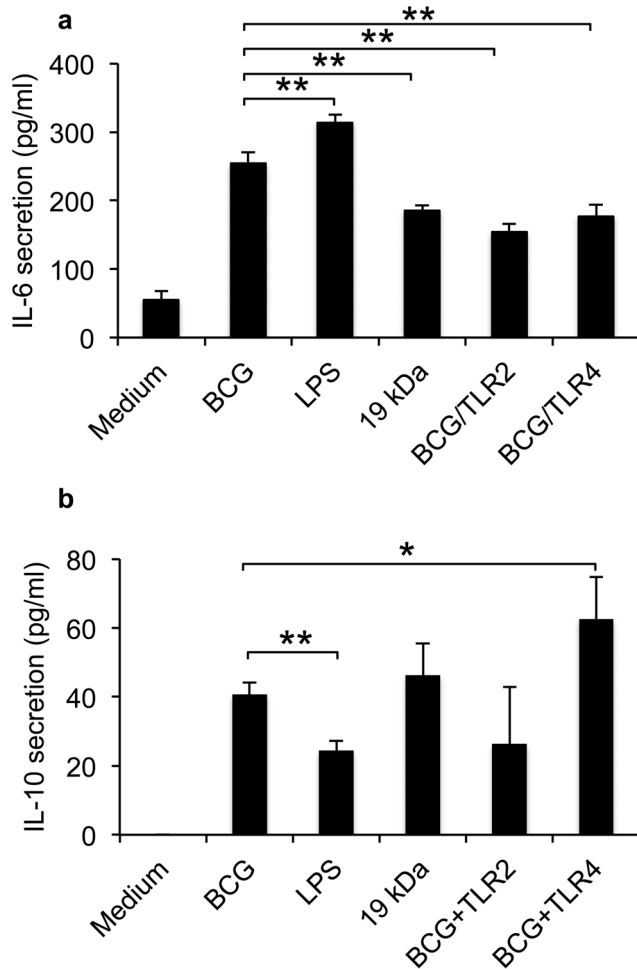 a
**
**
**
**
IL-6 secretion (pg/ml)
400
300
200
100
0
Medium
BCG
LPS
19 kDa
BCG/TLR2
BCG/TLR4
b
*
**
IL-10 secretion (pg/ml)
80
60
40
20
0
Medium
BCG
LPS
19 kDa
BCG+TLR2
BCG+TLR4